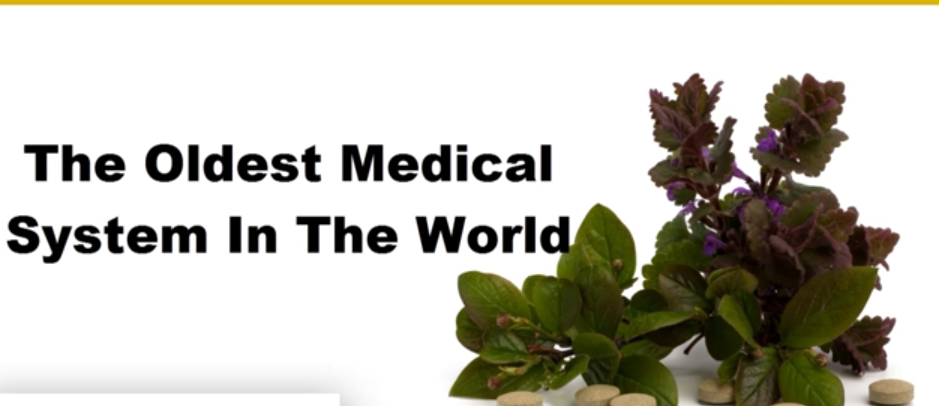 The Oldest Medical
System In The World